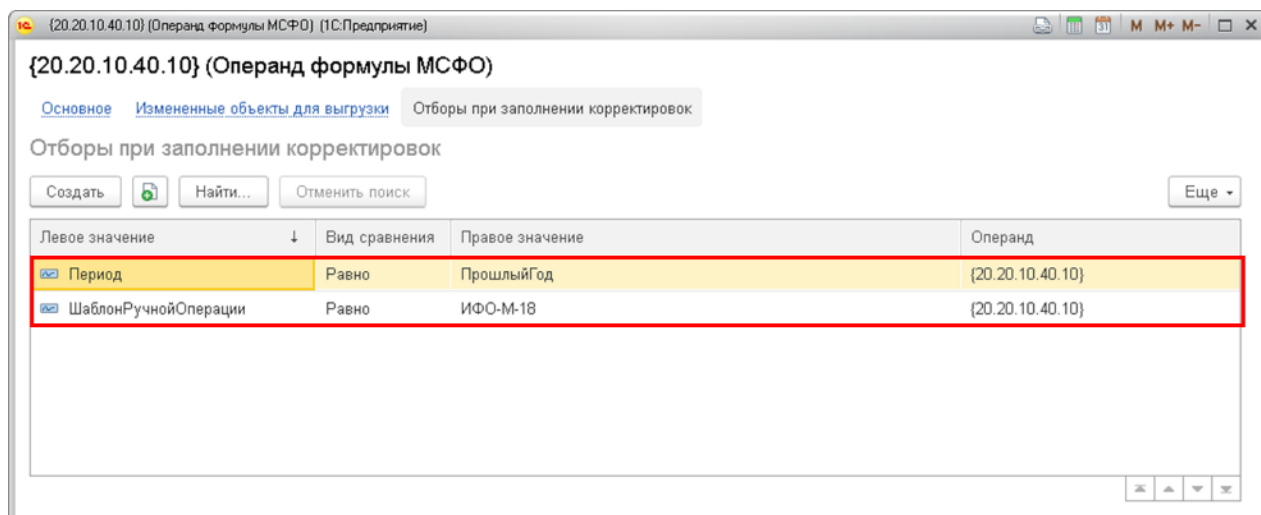 {20.20.10.40.10} (Операнд формулы МСФО) (1С:Предприятие) M M+ M-
{20.20.10.40.10} (Операнд формулы МСФО)
Основное Измененные объекты для выгрузки Отборы при заполнении корректировок
Отборы при заполнении корректировок
Создать Найти... Отменить поиск Еще
Левое значение Вид сравнения Правое значение Операнд
Период Равно ПрошлыйГод {20.20.10.40.10}
ШаблонРучнойОперации Равно ИФО-М-18 {20.20.10.40.10}